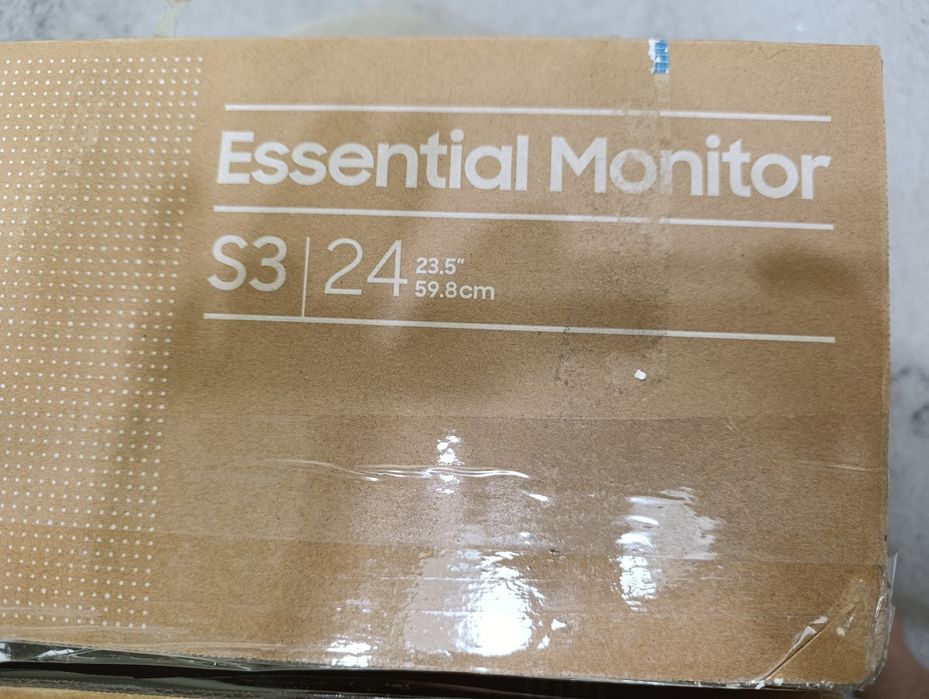 Essential Monitor
S3 | 24 23.5"
59.8cm